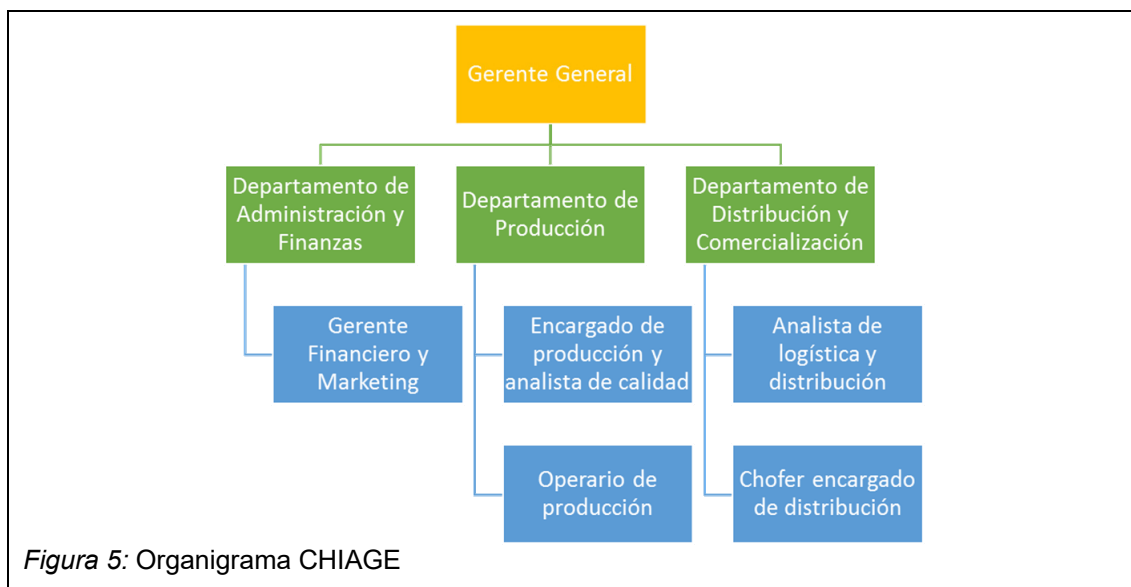 Gerente General
Departamento de
Administración y
Finanzas
Departamento de
Producción
Departamento de
Distribución y
Comercialización
Gerente
Financiero y
Marketing
Encargado de
producción y
analista de calidad
Analista de
logística y
distribución
Operario de
producción
Chofer encargado
de distribución
Figura 5: Organigrama CHIAGE